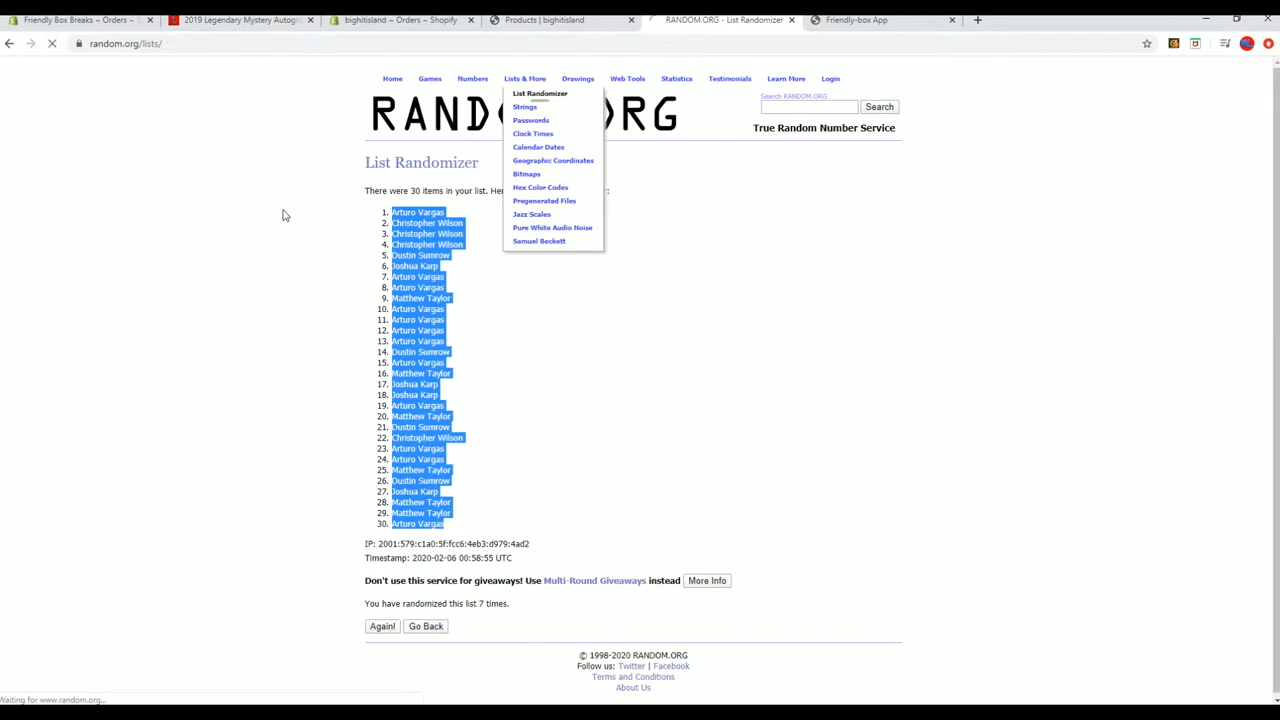 Friendly Box Breaks ~ Orders ~ S
2019 Legendary Mystery Autogr
bighitisland ~ Orders ~ Shopify
Products | bighitisland
RANDOM.ORG - List Randomizer
Friendly-box App
random.org/lists/
Home Games Numbers Lists & More Drawings Web Tools Statistics Testimonials Learn More Login
List Randomizer
Strings
Passwords
Clock Times
Calendar Dates
Geographic Coordinates
Bitmaps
Hex Color Codes
Pregenerated Files
Jazz Scales
Pure White Audio Noise
Samuel Beckett
Search RANDOM.ORG
Search
True Random Number Service
List Randomizer
There were 30 items in your list.
1. Arturo Vargas
2. Christopher Wilson
3. Christopher Wilson
4. Christopher Wilson
5. Dustin Sumrow
6. Joshua Karp
7. Arturo Vargas
8. Arturo Vargas
9. Matthew Taylor
10. Arturo Vargas
11. Arturo Vargas
12. Arturo Vargas
13. Arturo Vargas
14. Dustin Sumrow
15. Arturo Vargas
16. Matthew Taylor
17. Joshua Karp
18. Joshua Karp
19. Arturo Vargas
20. Matthew Taylor
21. Dustin Sumrow
22. Christopher Wilson
23. Arturo Vargas
24. Arturo Vargas
25. Matthew Taylor
26. Dustin Sumrow
27. Joshua Karp
28. Matthew Taylor
29. Matthew Taylor
30. Arturo Vargas
IP: 2001:579:c1a0:5f:fcc6:4eb3:d979:4ad2
Timestamp: 2020-02-06 00:58:55 UTC
Don't use this service for giveaways! Use Multi-Round Giveaways instead More Info
You have randomized this list 7 times.
Again! Go Back
© 1998-2020 RANDOM.ORG
Follow us: Twitter | Facebook
Terms and Conditions
About Us
Waiting for www.random.org...